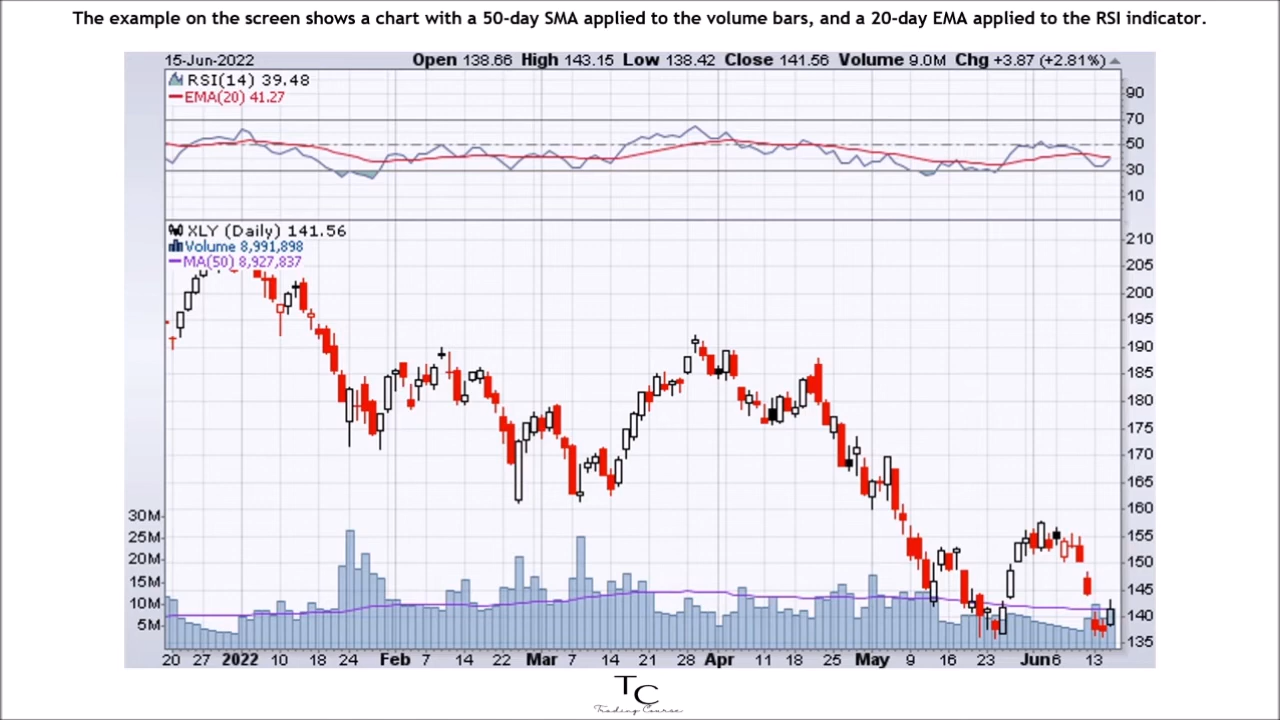 The example on the screen shows a chart with a 50-day SMA applied to the volume bars, and a 20-day EMA applied to the RSI indicator.
15-Jun-2022 Open 138.66 High 143.15 Low 138.42 Close 141.56 Volume 9.0M Chg +3.87 (+2.81%)
RSI(14) 39.48
EMA(20) 41.27
90
70
50
30
10
XLY (Daily) 141.56
Volume 8,991,898
MA(50) 8,927,837
210
205
200
195
190
185
180
175
170
165
160
155
150
145
140
135
30M
25M
20M
15M
10M
5M
20 27 2022 10 18 24 Feb 7 14 22 Mar 7 14 21 28 Apr 11 18 25 May 9 16 23 Jun 6 13
TC
Trading Course